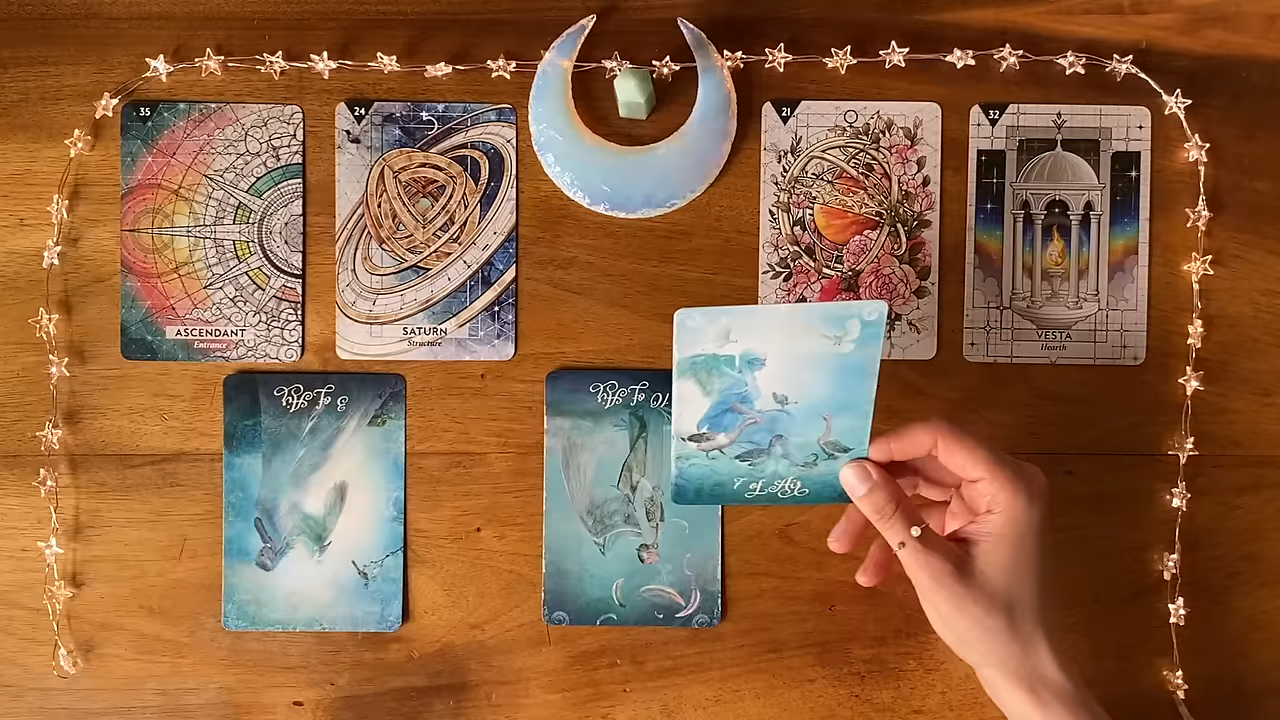 35
24
21
32
ASCENDANT
Entrance
SATURN
Structure
VESTA
Hearth
3 of Air
10 of Air
7 of Air